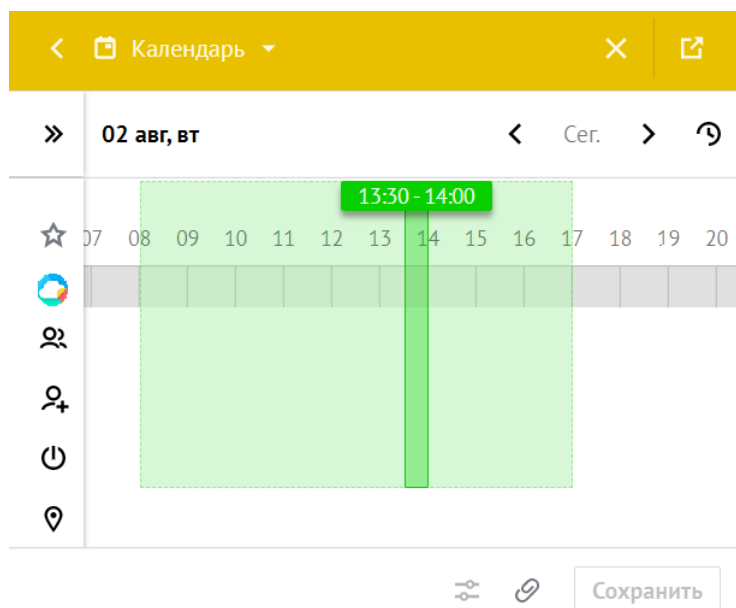 Календарь
02 авг, вт
Сег.
13:30 - 14:00
07 08 09 10 11 12 13 14 15 16 17 18 19 20
Сохранить